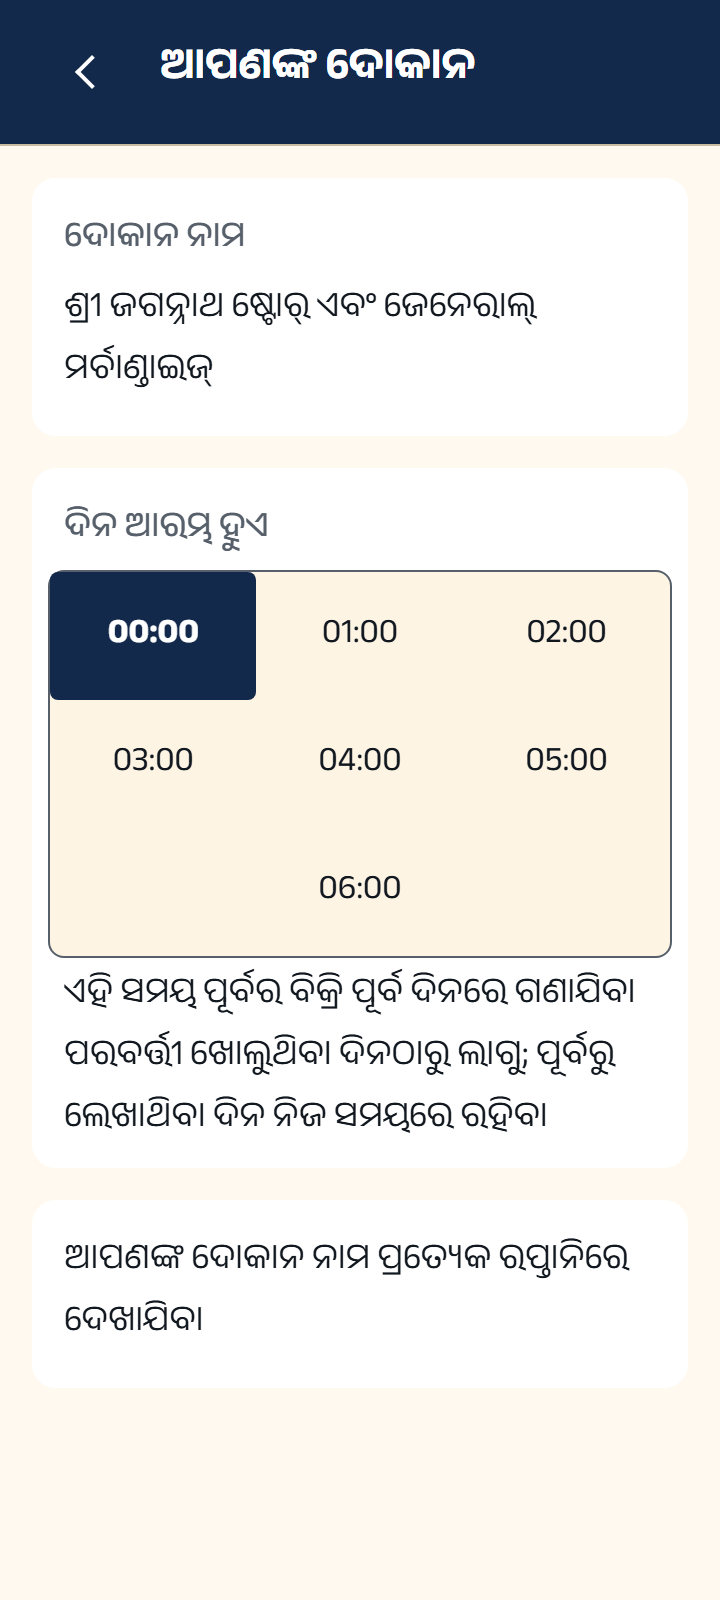 ଆପଣଙ୍କ ଦୋକାନ
ଦୋକାନ ନାମ
ଶ୍ରୀ ଜଗନ୍ନାଥ ଷ୍ଟୋର୍ ଏବଂ ଜେନେରାଲ୍
ମର୍ଚାଣ୍ଡାଇଜ୍
ଦିନ ଆରମ୍ଭ ହୁଏ
00:00 01:00 02:00
03:00 04:00 05:00
06:00
ଏହି ସମୟ ପୂର୍ବର ବିକ୍ରି ପୂର୍ବ ଦିନରେ ଗଣାଯିବ।
ପରବର୍ତ୍ତୀ ଖୋଲୁଥିବା ଦିନଠାରୁ ଲାଗୁ; ପୂର୍ବରୁ
ଲେଖାଥିବା ଦିନ ନିଜ ସମୟରେ ରହିବ।
ଆପଣଙ୍କ ଦୋକାନ ନାମ ପ୍ରତ୍ୟେକ ରପ୍ତାନିରେ
ଦେଖାଯିବ।